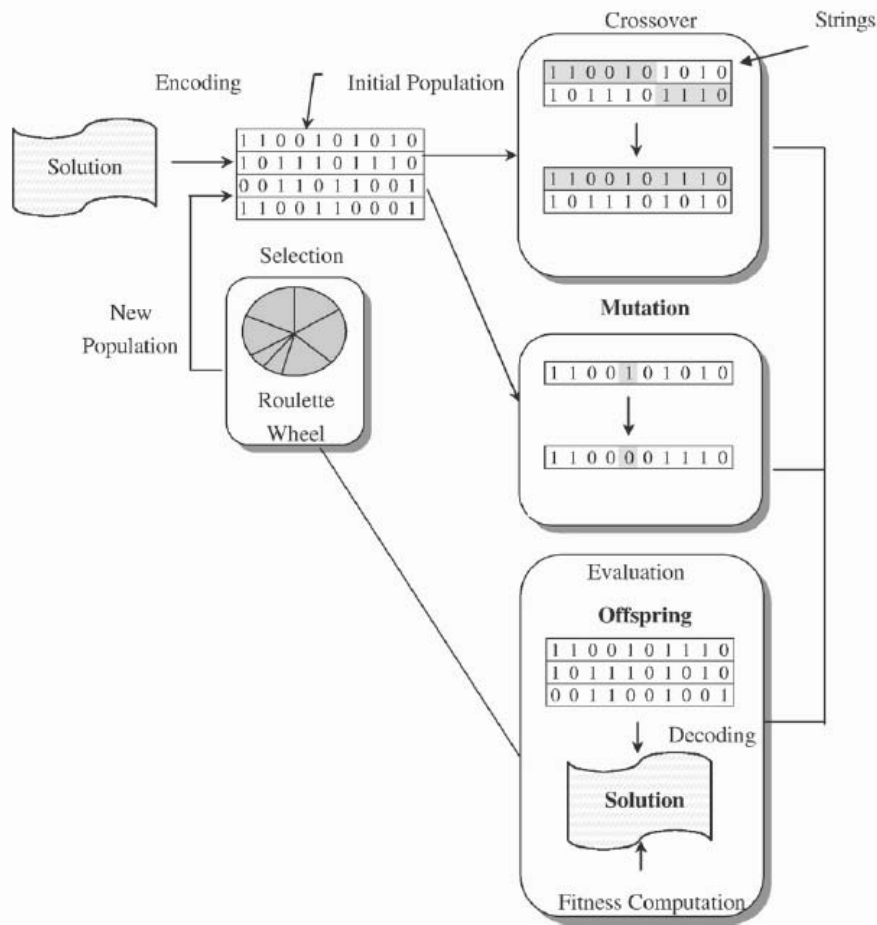 Crossover
Strings
Encoding
Initial Population
1 1 0 0 1 0 1 0 1 0
1 0 1 1 1 0 1 1 1 0
Solution
1 1 0 0 1 0 1 0 1 0
1 0 1 1 1 0 1 1 1 0
0 0 1 1 0 1 1 0 0 1
1 1 0 0 1 1 0 0 0 1
1 1 0 0 1 0 1 1 1 0
1 0 1 1 1 0 1 0 1 0
Selection
New
Population
Roulette
Wheel
Mutation
1 1 0 0 1 0 1 0 1 0
1 1 0 0 0 0 1 1 1 0
Evaluation
Offspring
1 1 0 0 1 0 1 1 1 0
1 0 1 1 1 0 1 0 1 0
0 0 1 1 0 0 1 0 0 1
Decoding
Solution
Fitness Computation